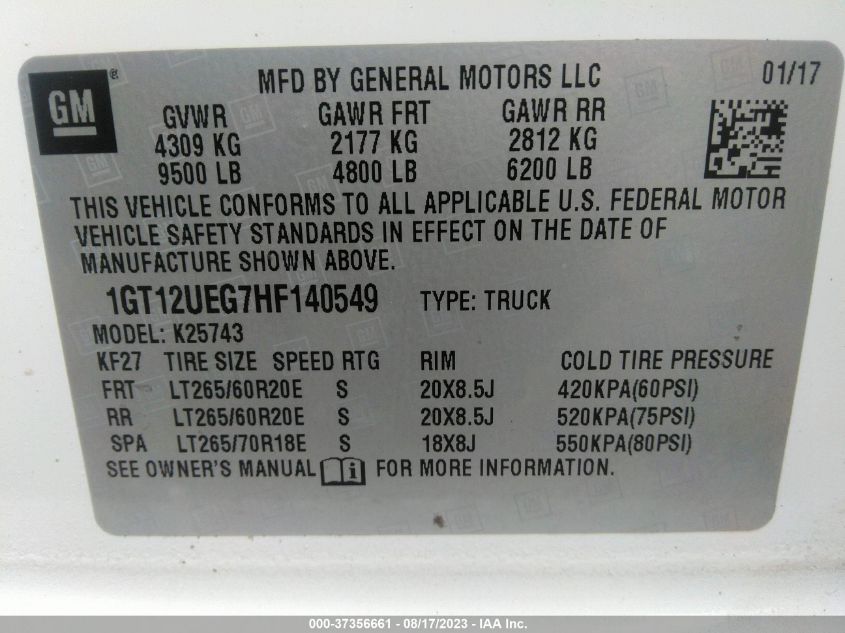 GM ®
MFD BY GENERAL MOTORS LLC 01/17
GVWR GAWR FRT GAWR RR
4309 KG 2177 KG 2812 KG
9500 LB 4800 LB 6200 LB
THIS VEHICLE CONFORMS TO ALL APPLICABLE U.S. FEDERAL MOTOR
VEHICLE SAFETY STANDARDS IN EFFECT ON THE DATE OF
MANUFACTURE SHOWN ABOVE.
1GT12UEG7HF140549 TYPE: TRUCK
MODEL: K25743
KF27 TIRE SIZE SPEED RTG RIM COLD TIRE PRESSURE
FRT LT265/60R20E S 20X8.5J 420KPA(60PSI)
RR LT265/60R20E S 20X8.5J 520KPA(75PSI)
SPA LT265/70R18E S 18X8J 550KPA(80PSI)
SEE OWNER'S MANUAL FOR MORE INFORMATION.
000-37356661 - 08/17/2023 - IAA Inc.